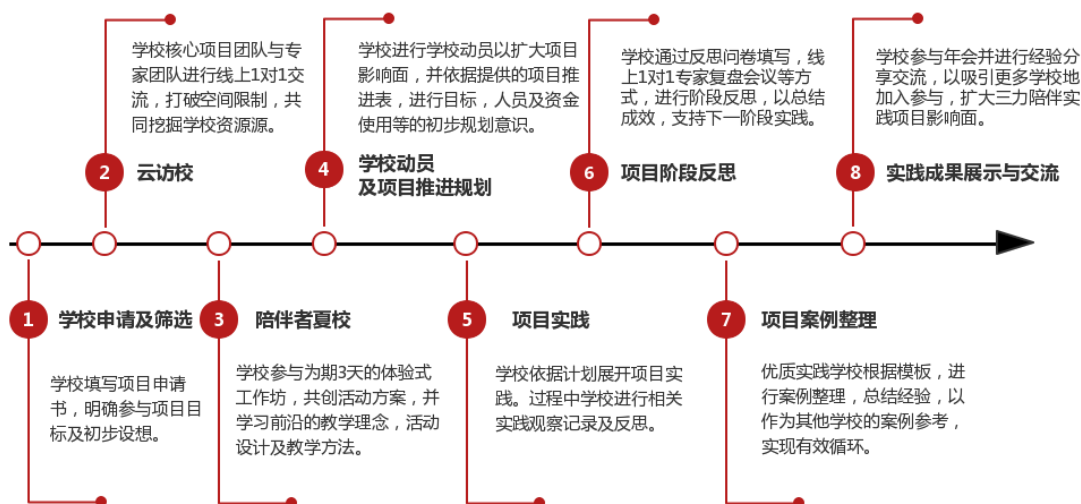 学校核心项目团队与专
家团队进行线上1对1交
流，打破空间限制，共
同挖掘学校资源源。
2 云访校
学校进行学校动员以扩大项目
影响面，并依据提供的项目推
进表，进行目标，人员及资金
使用等的初步规划意识。
4 学校动员
及项目推进规划
学校通过反思问卷填写，线
上1对1专家复盘会议等方
式，进行阶段反思，以总结
成效，支持下一阶段实践。
6 项目阶段反思
学校参与年会并进行经验分
享交流，以吸引更多学校地
加入参与，扩大三力陪伴实
践项目影响面。
8 实践成果展示与交流
1 学校申请及筛选
学校填写项目申请
书，明确参与项目目
标及初步设想。
3 陪伴者夏校
学校参与为期3天的体验式
工作坊，共创活动方案，并
学习前沿的教学理念，活动
设计及教学方法。
5 项目实践
学校依据计划展开项目实
践。过程中学校进行相关
实践观察记录及反思。
7 项目案例整理
优质实践学校根据模板，进
行案例整理，总结经验，以
作为其他学校的案例参考，
实现有效循环。